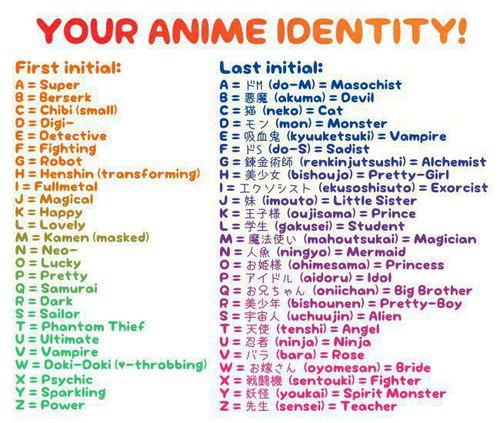 YOUR ANIME IDENTITY!
First initial:
A = Super
B = Berserk
C = Chibi (small)
D = Digi-
E = Detective
F = Fighting
G = Robot
H = Henshin (transforming)
I = Fullmetal
J = Magical
K = Happy
L = Lovely
M = Kamen (masked)
N = Neo-
O = Lucky
P = Pretty
Q = Samurai
R = Dark
S = Sailor
T = Phantom Thief
U = Ultimate
V = Vampire
W = Doki-Doki (♥-throbbing)
X = Psychic
Y = Sparkling
Z = Power
Last initial:
A = ドM (do-M) = Masochist
B = 悪魔 (akuma) = Devil
C = 猫 (neko) = Cat
D = モン (mon) = Monster
E = 吸血鬼 (kyuuketsuki) = Vampire
F = ドS (do-S) = Sadist
G =錬金術師 (renkinjutsushi) = Alchemist
H = 美少女 (bishoujo) = Pretty-Girl
I = エクソシスト (ekusoshisuto) = Exorcist
J = 妹 (imouto) = Little Sister
K = 王子様 (oujisama) = Prince
L = 学生 (gakusei) = Student
M = 魔法使い (mahoutsukai) = Magician
N = 人魚 (ningyo) = Mermaid
O = お姫様 (ohimesama) = Princess
P = アイドル (aidoru) = Idol
Q = お兄ちゃん (oniichan) = Big Brother
R = 美少年 (bishounen) = Pretty-Boy
S = 宇宙人 (uchuujin) = Alien
T = 天使 (tenshi) = Angel
U = 忍者 (ninja) = Ninja
V = バラ (bara) = Rose
W = お嫁さん (oyomesan) = Bride
X = 戦闘機 (sentouki) = Fighter
Y = 妖怪 (youkai) = Spirit Monster
Z = 先生 (sensei) = Teacher